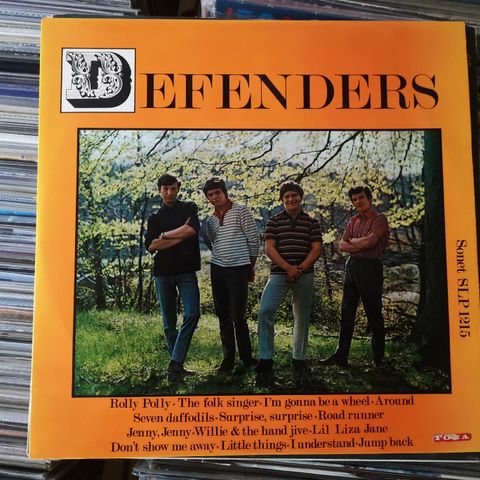 DEFENDERS
Sonet SLP 1215
Rolly Polly · The folk singer · I'm gonna be a wheel · Around
Seven daffodils · Surprise, surprise · Road runner
Jenny, Jenny · Willie & the hand jive · Lil Liza Jane
Don't show me away · Little things · I understand · Jump back
TONA